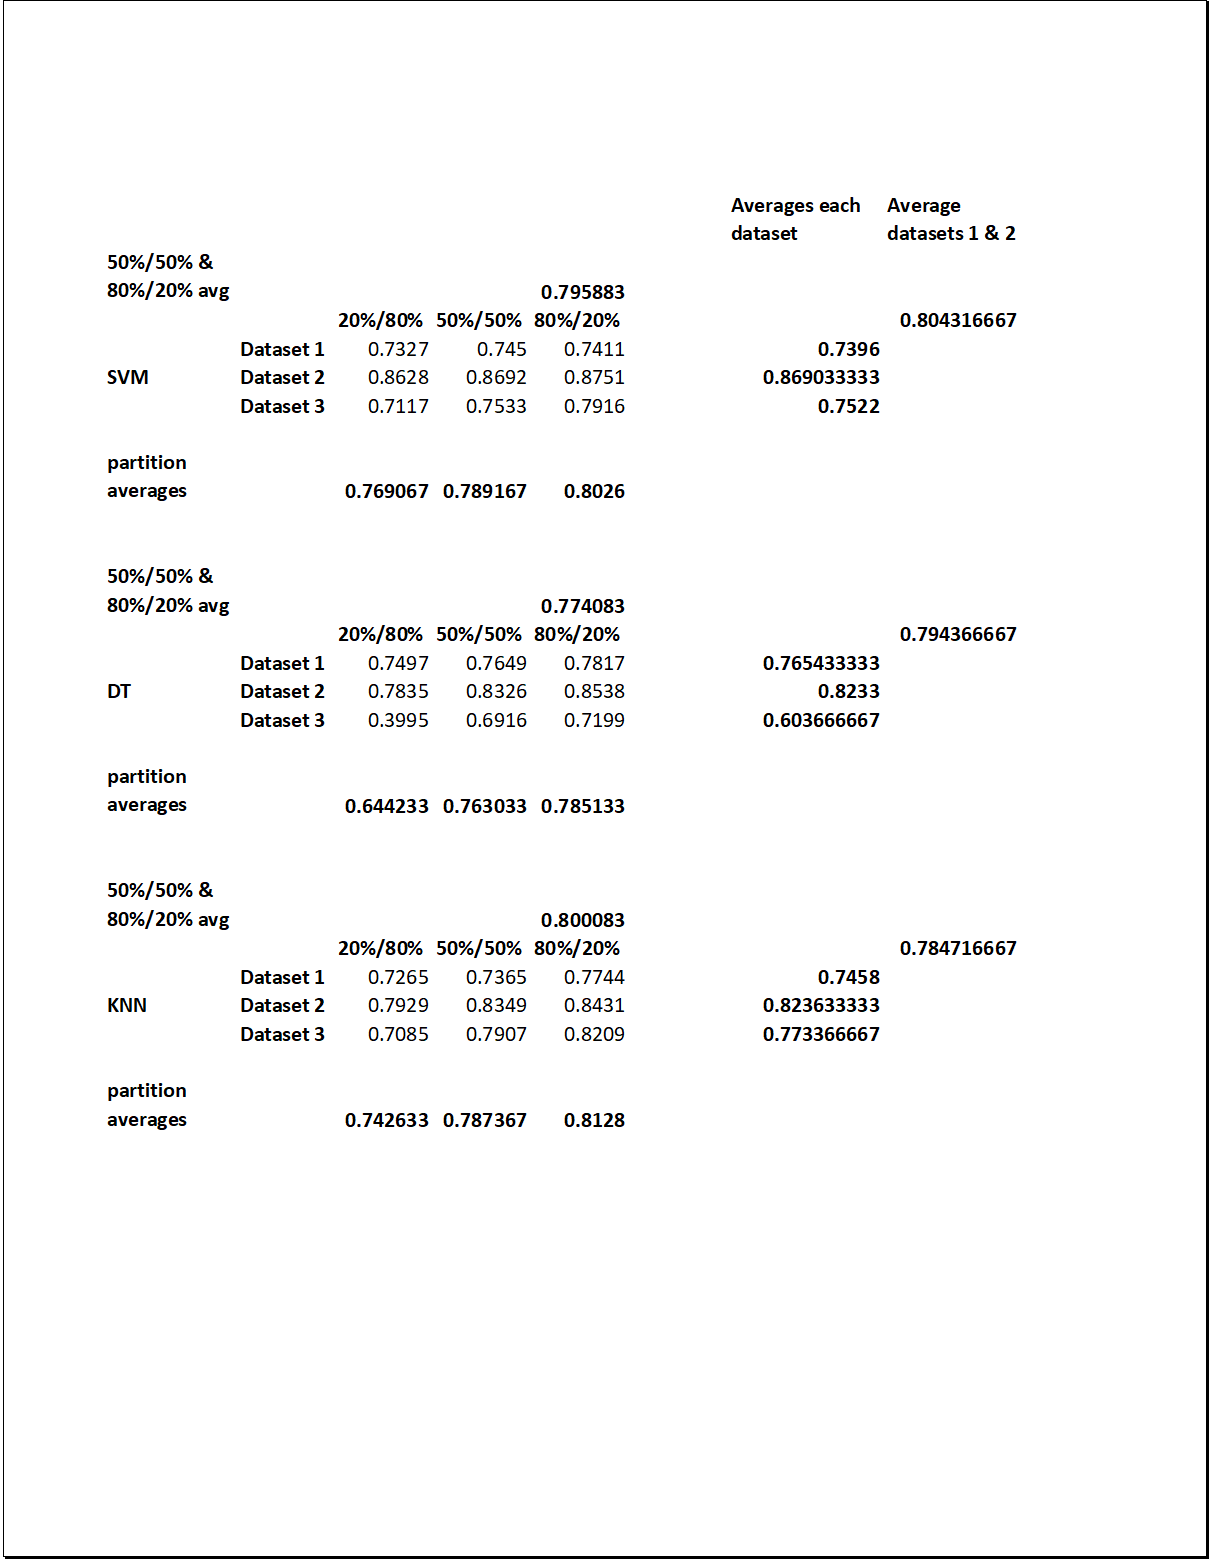 Averages each Average
dataset datasets 1 & 2
50%/50% &
80%/20% avg 0.795883
20%/80% 50%/50% 80%/20% 0.804316667
Dataset 1 0.7327 0.745 0.7411 0.7396
SVM Dataset 2 0.8628 0.8692 0.8751 0.869033333
Dataset 3 0.7117 0.7533 0.7916 0.7522
partition
averages 0.769067 0.789167 0.8026
50%/50% &
80%/20% avg 0.774083
20%/80% 50%/50% 80%/20% 0.794366667
Dataset 1 0.7497 0.7649 0.7817 0.765433333
DT Dataset 2 0.7835 0.8326 0.8538 0.8233
Dataset 3 0.3995 0.6916 0.7199 0.603666667
partition
averages 0.644233 0.763033 0.785133
50%/50% &
80%/20% avg 0.800083
20%/80% 50%/50% 80%/20% 0.784716667
Dataset 1 0.7265 0.7365 0.7744 0.7458
KNN Dataset 2 0.7929 0.8349 0.8431 0.823633333
Dataset 3 0.7085 0.7907 0.8209 0.773366667
partition
averages 0.742633 0.787367 0.8128